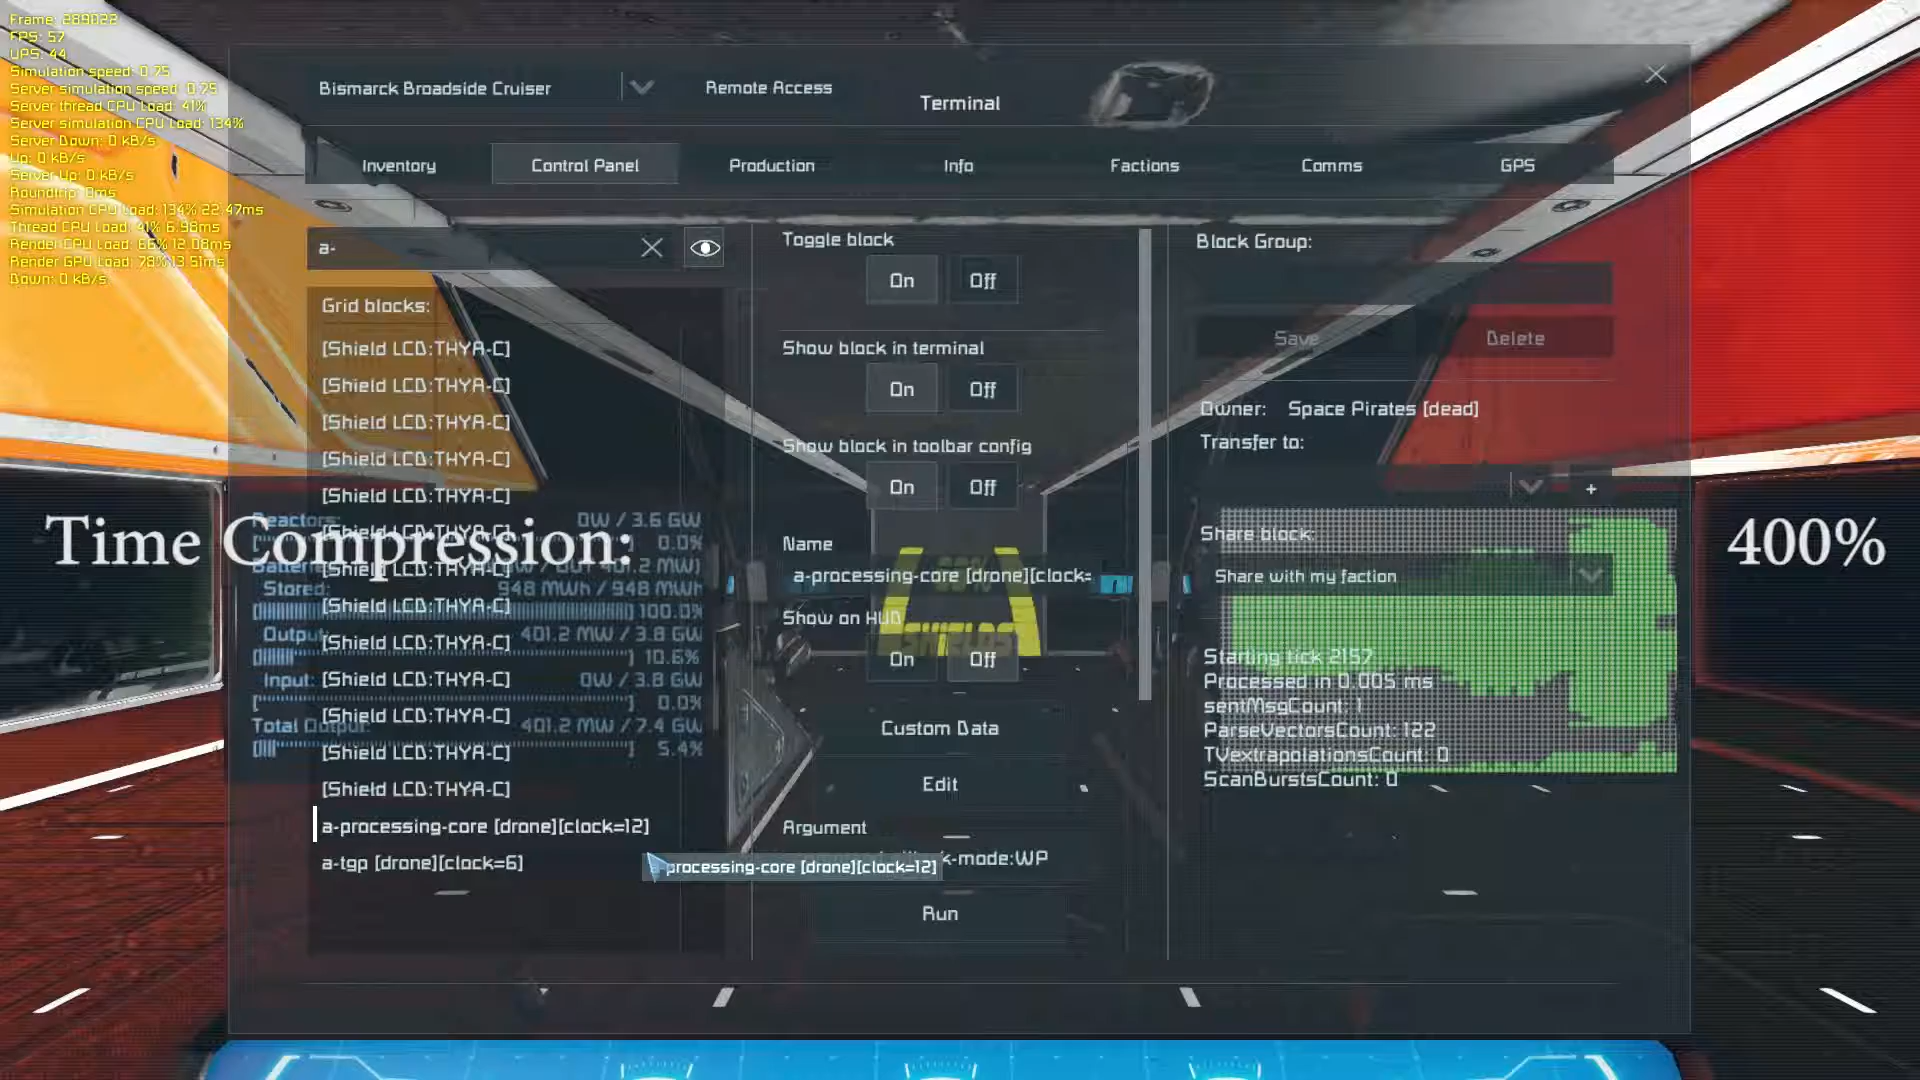 Frame: 289022
FPS: 57
UPS: 44
Simulation speed: 0.75
Server simulation speed: 0.75
Server thread CPU Load: 41%
Server simulation CPU Load: 134%
Server Down: 0 kB/s
Up: 0 kB/s
Server Up: 0 kB/s
Roundtrip: 0ms
Simulation CPU Load: 134% 22.47ms
Thread CPU Load: 41% 6.98ms
Render CPU Load: 66% 12.08ms
Render GPU Load: 78% 13.51ms
Down: 0 kB/s
Bismarck Broadside Cruiser
Remote Access
Terminal
Inventory
Control Panel
Production
Info
Factions
Comms
GPS
a-
Grid blocks:
[Shield LCD:THYA-C]
[Shield LCD:THYA-C]
[Shield LCD:THYA-C]
[Shield LCD:THYA-C]
[Shield LCD:THYA-C]
[Shield LCD:THYA-C]
[Shield LCD:THYA-C]
[Shield LCD:THYA-C]
[Shield LCD:THYA-C]
[Shield LCD:THYA-C]
[Shield LCD:THYA-C]
[Shield LCD:THYA-C]
[Shield LCD:THYA-C]
a-processing-core [drone][clock=12]
a-tgp [drone][clock=6]
Reactors: 0W / 3.6 GW
0.0%
Stored: 948 MWh / 948 MWh
100.0%
Output: 401.2 MW / 3.8 GW
10.6%
Input: 0W / 3.8 GW
0.0%
Total Output: 401.2 MW / 7.4 GW
5.4%
Time Compression: 400%
Toggle block
On Off
Show block in terminal
On Off
Show block in toolbar config
On Off
Name
a-processing-core [drone][clock=
Show on HUD
On Off
SHIELDS
Custom Data
Edit
Argument
k-mode:WP
processing-core [drone][clock=12]
Run
Block Group:
Save
Delete
Owner: Space Pirates [dead]
Transfer to:
+
Share block:
Share with my faction
Starting tick 2157
Processed in 0.005 ms
sentMsgCount: 1
ParseVectorsCount: 122
TVextrapolationsCount: 0
ScanBurstsCount: 0